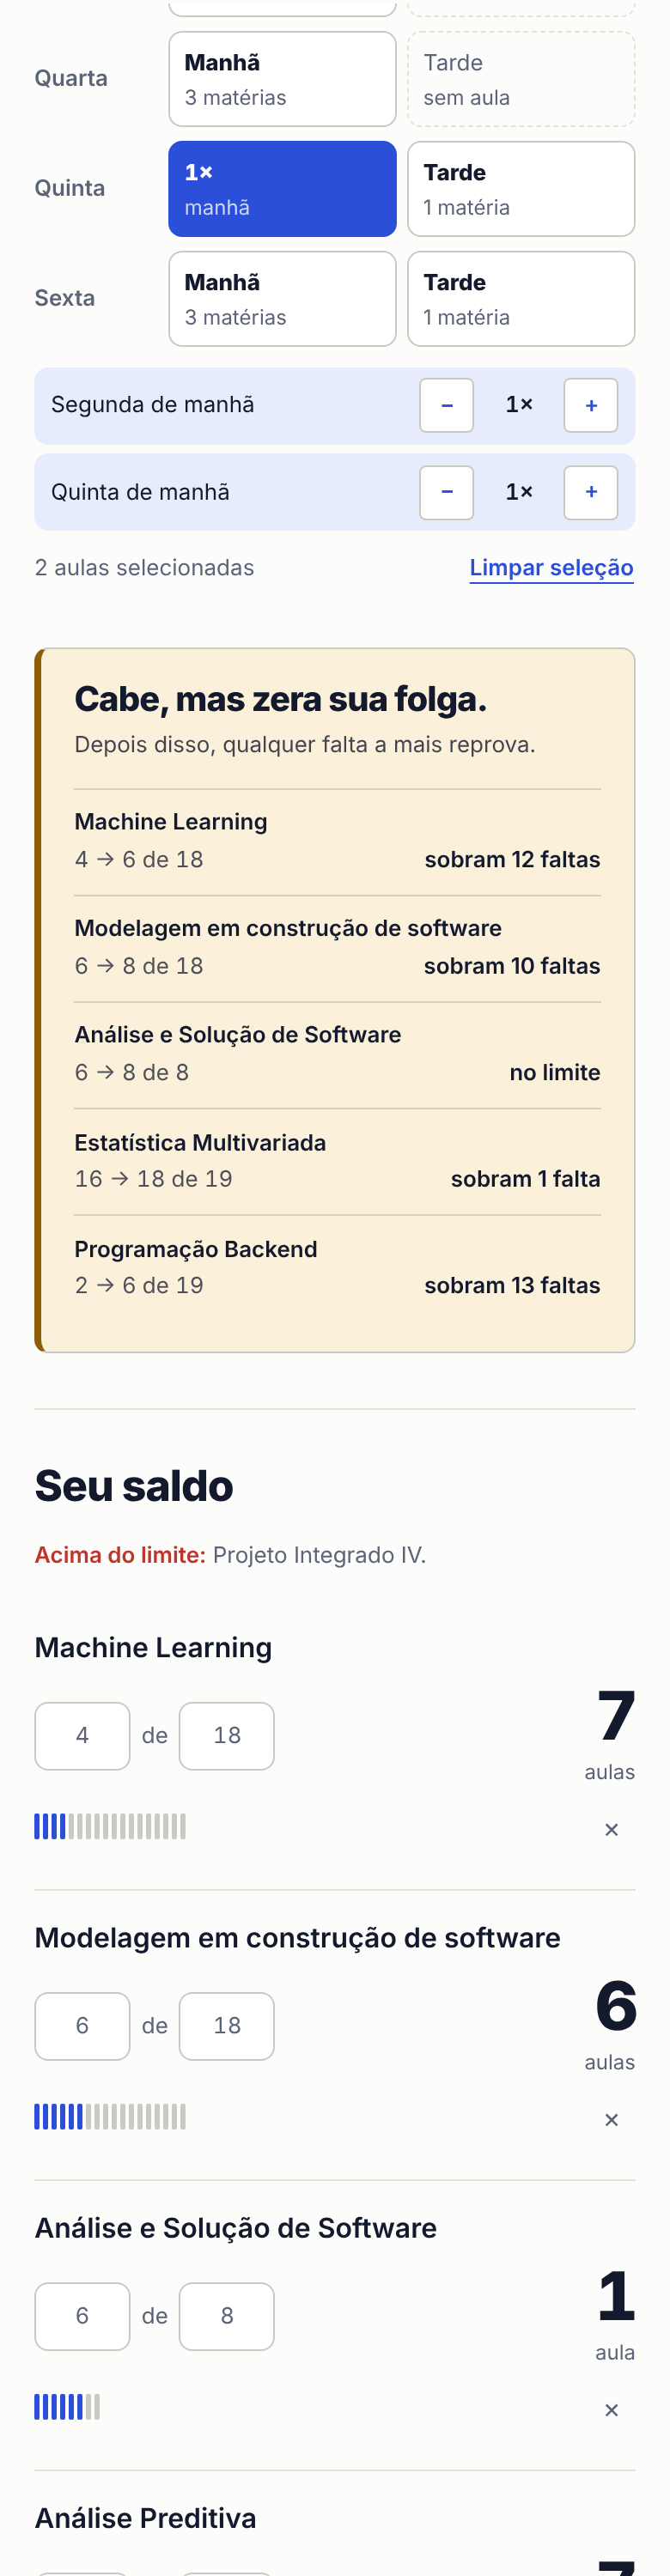 Quarta
Manhã
3 matérias
Tarde
sem aula
Quinta
1×
manhã
Tarde
1 matéria
Sexta
Manhã
3 matérias
Tarde
1 matéria
Segunda de manhã
− 1× +
Quinta de manhã
− 1× +
2 aulas selecionadas
Limpar seleção
Cabe, mas zera sua folga.
Depois disso, qualquer falta a mais reprova.
Machine Learning
4 → 6 de 18
sobram 12 faltas
Modelagem em construção de software
6 → 8 de 18
sobram 10 faltas
Análise e Solução de Software
6 → 8 de 8
no limite
Estatística Multivariada
16 → 18 de 19
sobram 1 falta
Programação Backend
2 → 6 de 19
sobram 13 faltas
Seu saldo
Acima do limite: Projeto Integrado IV.
Machine Learning
4 de 18
7
aulas
×
Modelagem em construção de software
6 de 18
6
aulas
×
Análise e Solução de Software
6 de 8
1
aula
×
Análise Preditiva